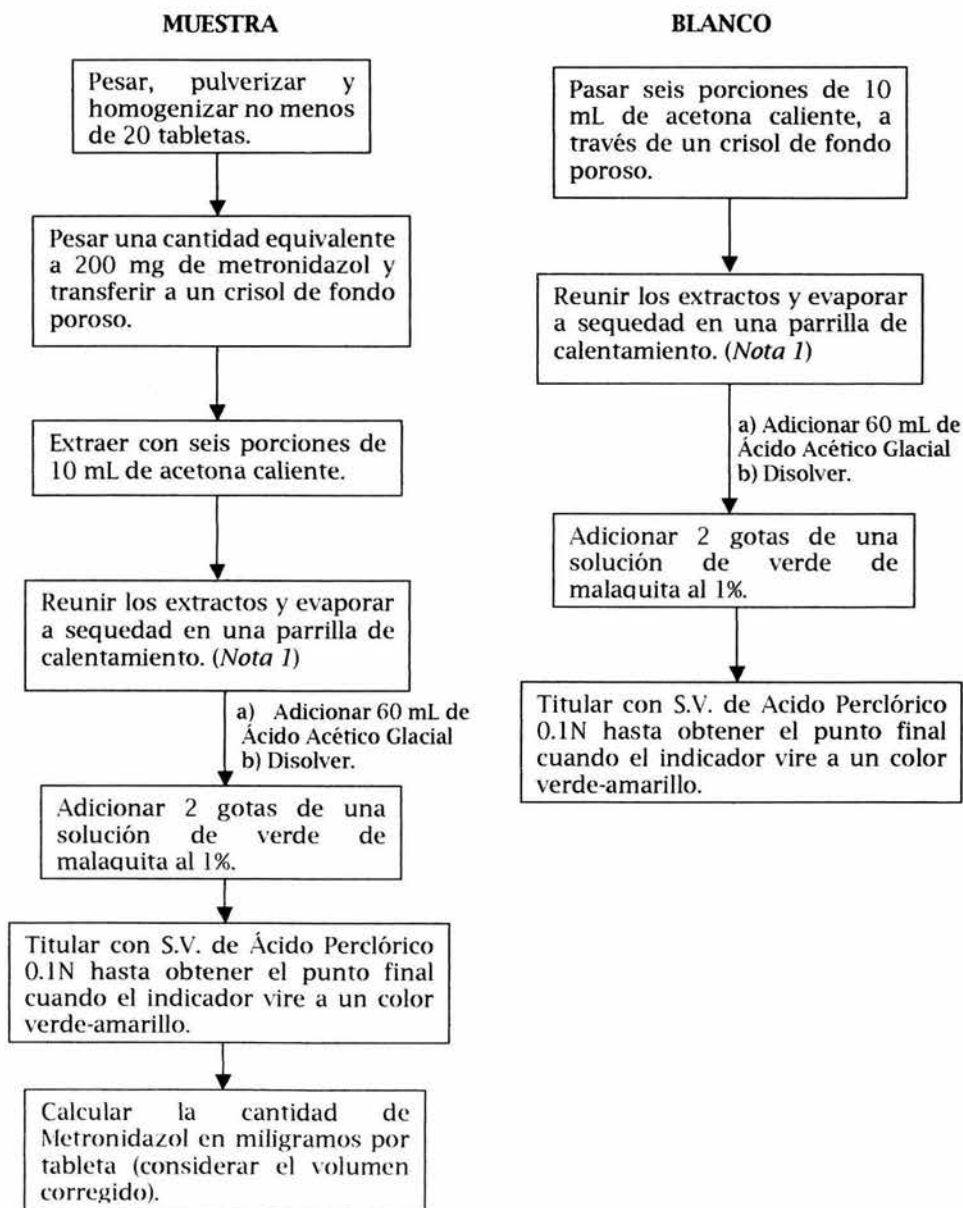 MUESTRA
Pesar, pulverizar y
homogenizar no menos
de 20 tabletas.
Pesar una cantidad equivalente
a 200 mg de metronidazol y
transferir a un crisol de fondo
poroso.
Extraer con seis porciones de
10 mL de acetona caliente.
Reunir los extractos y evaporar
a sequedad en una parrilla de
calentamiento. (Nota 1)
a) Adicionar 60 mL de
Ácido Acético Glacial
b) Disolver.
Adicionar 2 gotas de una
solución de verde de
malaquita al 1%.
Titular con S.V. de Ácido Perclórico
0.1N hasta obtener el punto final
cuando el indicador vire a un color
verde-amarillo.
Calcular la cantidad de
Metronidazol en miligramos por
tableta (considerar el volumen
corregido).
BLANCO
Pasar seis porciones de 10
mL de acetona caliente, a
través de un crisol de fondo
poroso.
Reunir los extractos y evaporar
a sequedad en una parrilla de
calentamiento. (Nota 1)
a) Adicionar 60 mL de
Ácido Acético Glacial
b) Disolver.
Adicionar 2 gotas de una
solución de verde de
malaquita al 1%.
Titular con S.V. de Acido Perclórico
0.1N hasta obtener el punto final
cuando el indicador vire a un color
verde-amarillo.